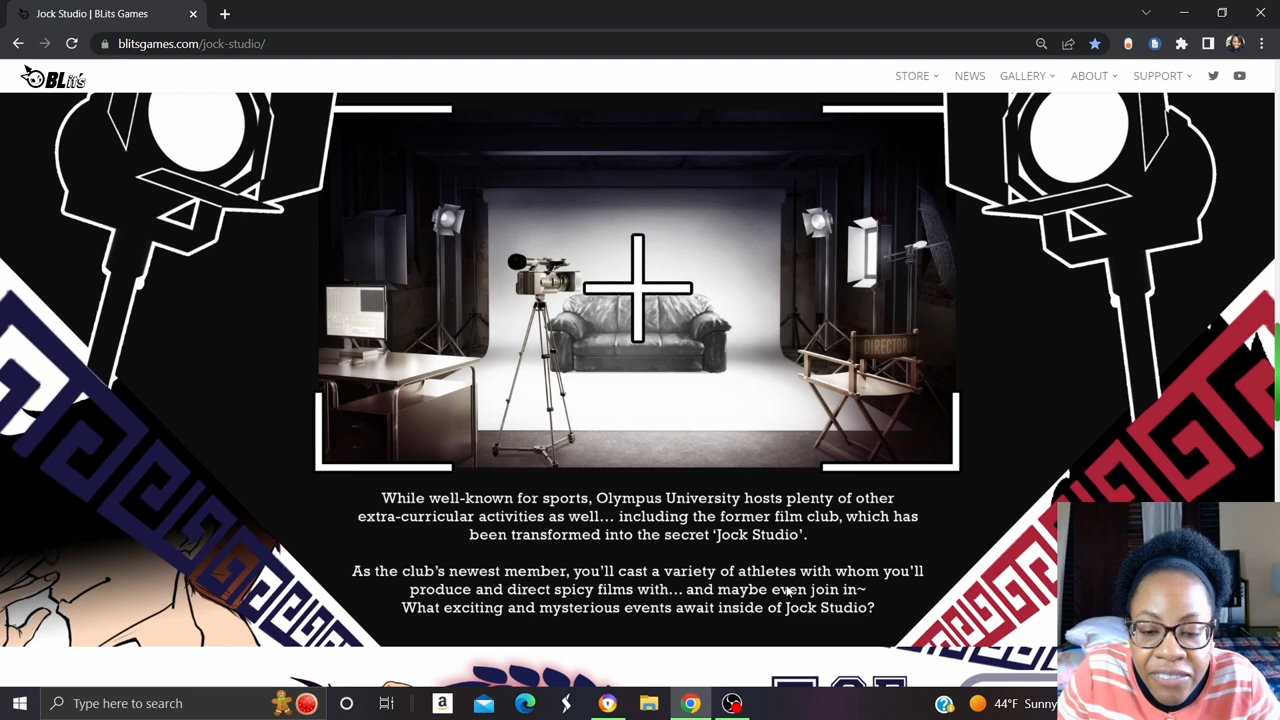 Jock Studio | BLits Games
blitsgames.com/jock-studio/
BLits
STORE
NEWS
GALLERY
ABOUT
SUPPORT
DIRECTOR
While well-known for sports, Olympus University hosts plenty of other
extra-curricular activities as well... including the former film club, which has
been transformed into the secret ‘Jock Studio’.
As the club’s newest member, you’ll cast a variety of athletes with whom you’ll
produce and direct spicy films with... and maybe even join in~
What exciting and mysterious events await inside of Jock Studio?
Type here to search
44°F Sunny